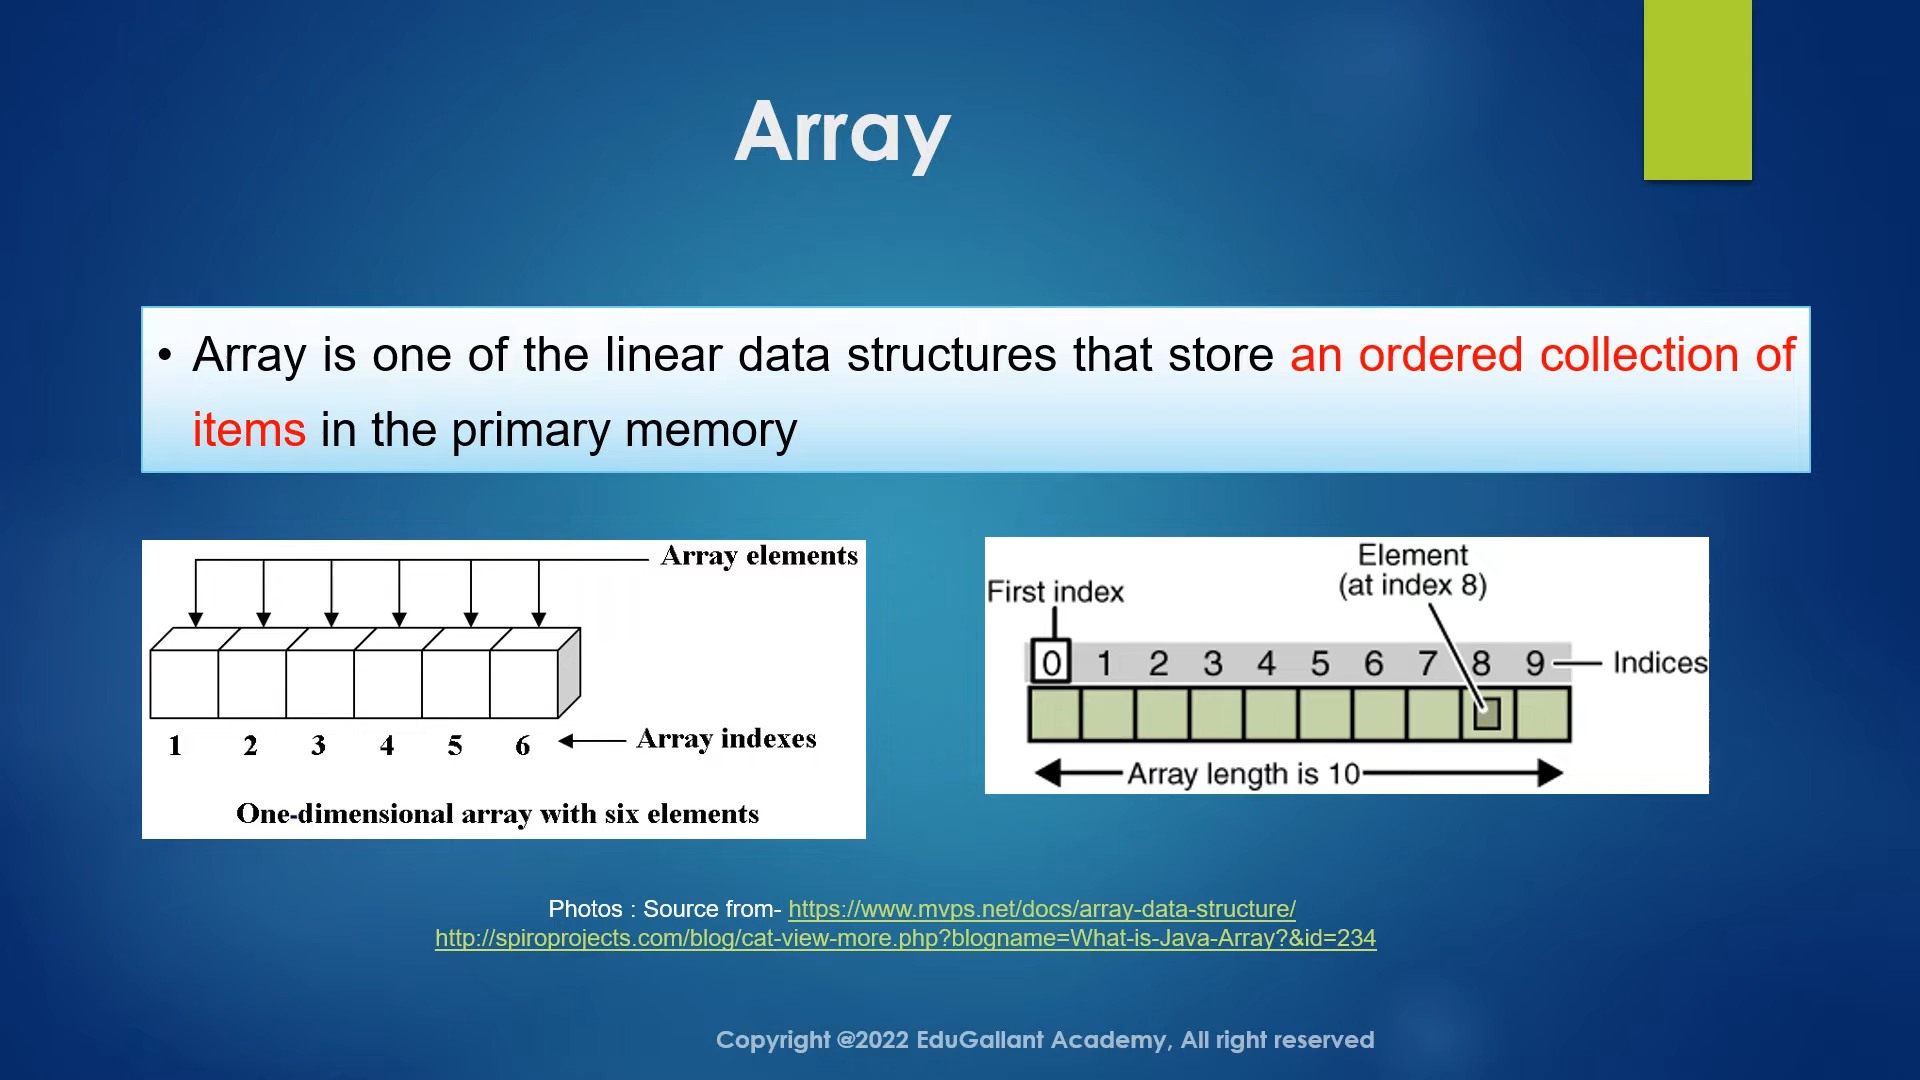 Array
• Array is one of the linear data structures that store an ordered collection of
items in the primary memory
Array elements
1 2 3 4 5 6
Array indexes
One-dimensional array with six elements
Element
(at index 8)
First index
0 1 2 3 4 5 6 7 8 9
Indices
Array length is 10
Photos : Source from- https://www.mvps.net/docs/array-data-structure/
http://spiroprojects.com/blog/cat-view-more.php?blogname=What-is-Java-Array?&id=234
Copyright @2022 EduGallant Academy, All right reserved